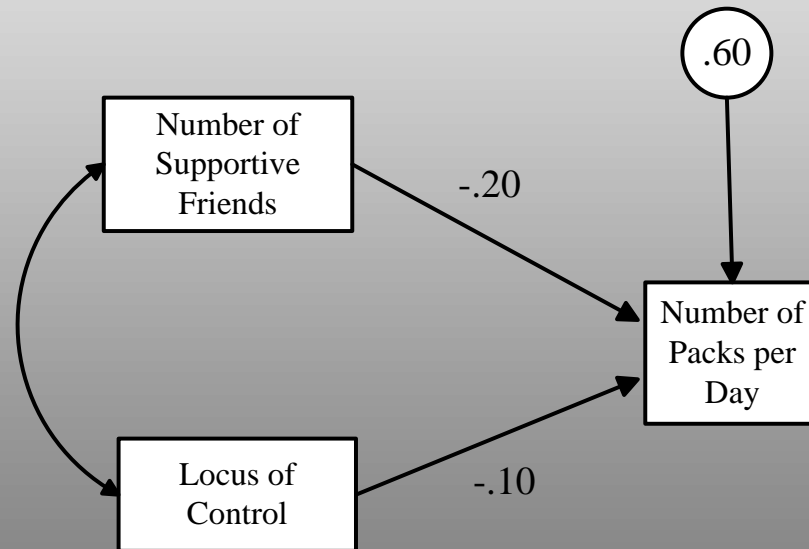 .60
Number of
Supportive
Friends
-.20
Number of
Packs per
Day
Locus of
Control
-.10